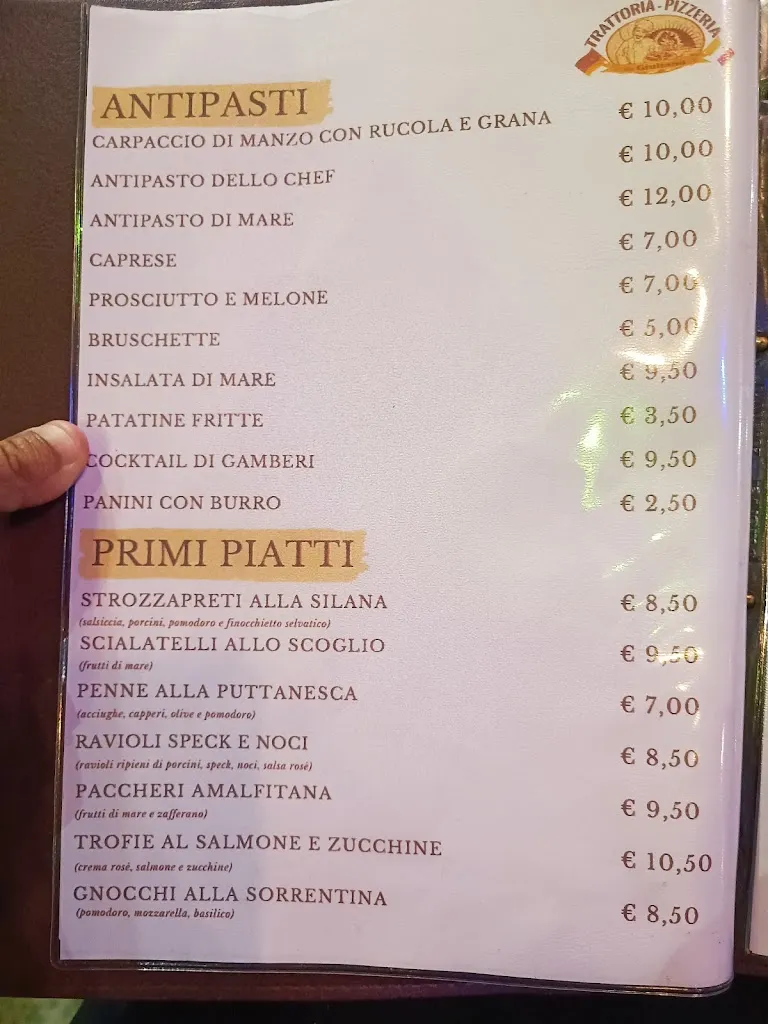 TRATTORIA - PIZZERIA
ANTIPASTI
CARPACCIO DI MANZO CON RUCOLA E GRANA € 10,00
ANTIPASTO DELLO CHEF € 10,00
ANTIPASTO DI MARE € 12,00
CAPRESE € 7,00
PROSCIUTTO E MELONE € 7,00
BRUSCHETTE € 5,00
INSALATA DI MARE € 9,50
PATATINE FRITTE € 3,50
COCKTAIL DI GAMBERI € 9,50
PANINI CON BURRO € 2,50
PRIMI PIATTI
STROZZAPRETI ALLA SILANA € 8,50
(salsiccia, porcini, pomodoro e finocchietto selvatico)
SCIALATELLI ALLO SCOGLIO € 9,50
(frutti di mare)
PENNE ALLA PUTTANESCA € 7,00
(acciughe, capperi, olive e pomodoro)
RAVIOLI SPECK E NOCI € 8,50
(ravioli ripieni di porcini, speck, noci, salsa rosé)
PACCHERI AMALFITANA € 9,50
(frutti di mare e zafferano)
TROFIE AL SALMONE E ZUCCHINE € 10,50
(crema rosé, salmone e zucchine)
GNOCCHI ALLA SORRENTINA € 8,50
(pomodoro, mozzarella, basilico)